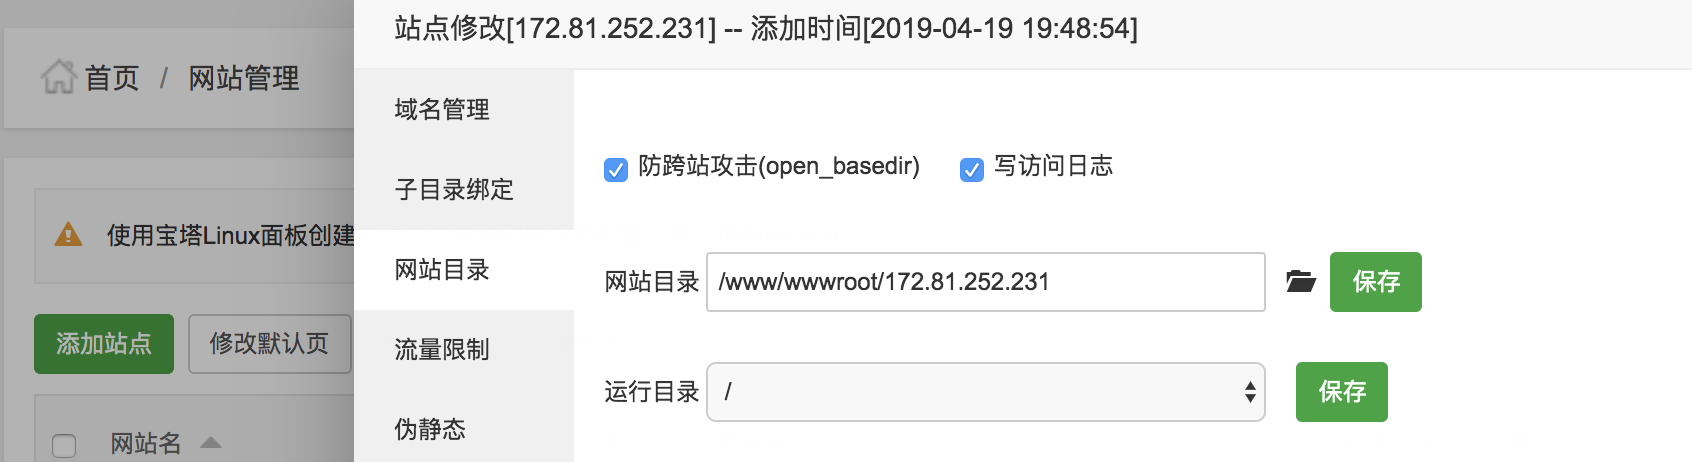 站点修改[172.81.252.231] -- 添加时间[2019-04-19 19:48:54]
首页 / 网站管理
域名管理
防跨站攻击(open_basedir) 写访问日志
子目录绑定
使用宝塔Linux面板创建
网站目录
网站目录 /www/wwwroot/172.81.252.231 保存
添加站点 修改默认页
流量限制
运行目录 / 保存
伪静态
网站名